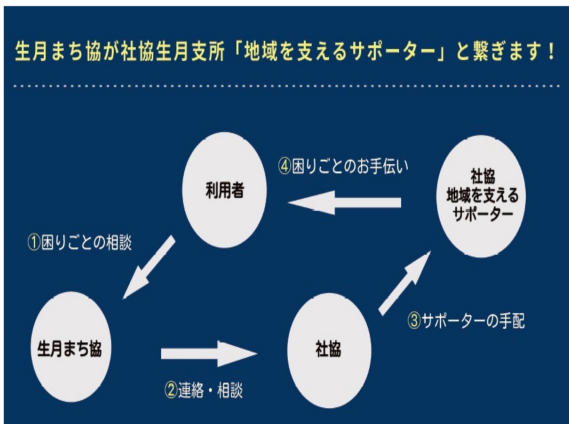 生月まち協が社協生月支所「地域を支えるサポーター」と繋ぎます！
④困りごとのお手伝い
利用者
社協
地域を支える
サポーター
①困りごとの相談
③サポーターの手配
生月まち協
社協
②連絡・相談